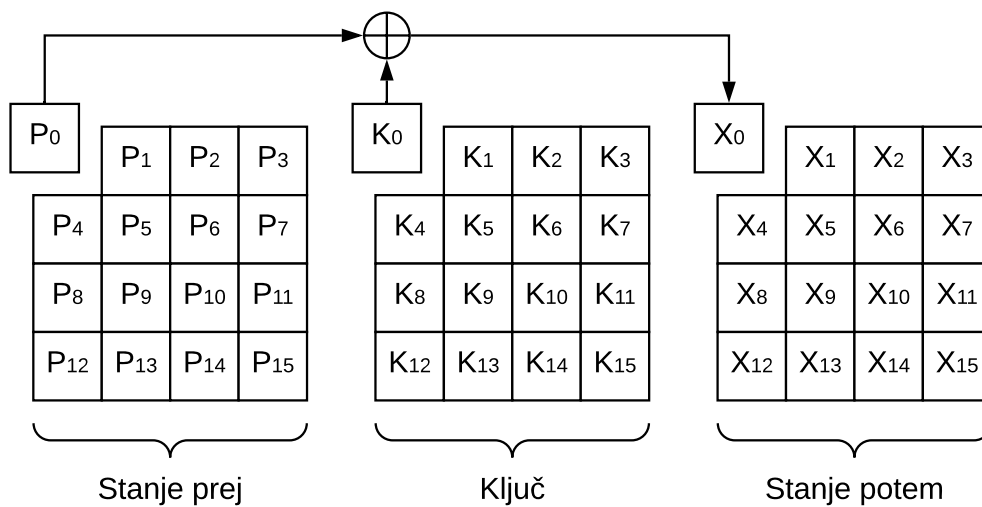 P0 K0 X0
P1 P2 P3 K1 K2 K3 X1 X2 X3
P4 P5 P6 P7 K4 K5 K6 K7 X4 X5 X6 X7
P8 P9 P10 P11 K8 K9 K10 K11 X8 X9 X10 X11
P12 P13 P14 P15 K12 K13 K14 K15 X12 X13 X14 X15
Stanje prej Ključ Stanje potem